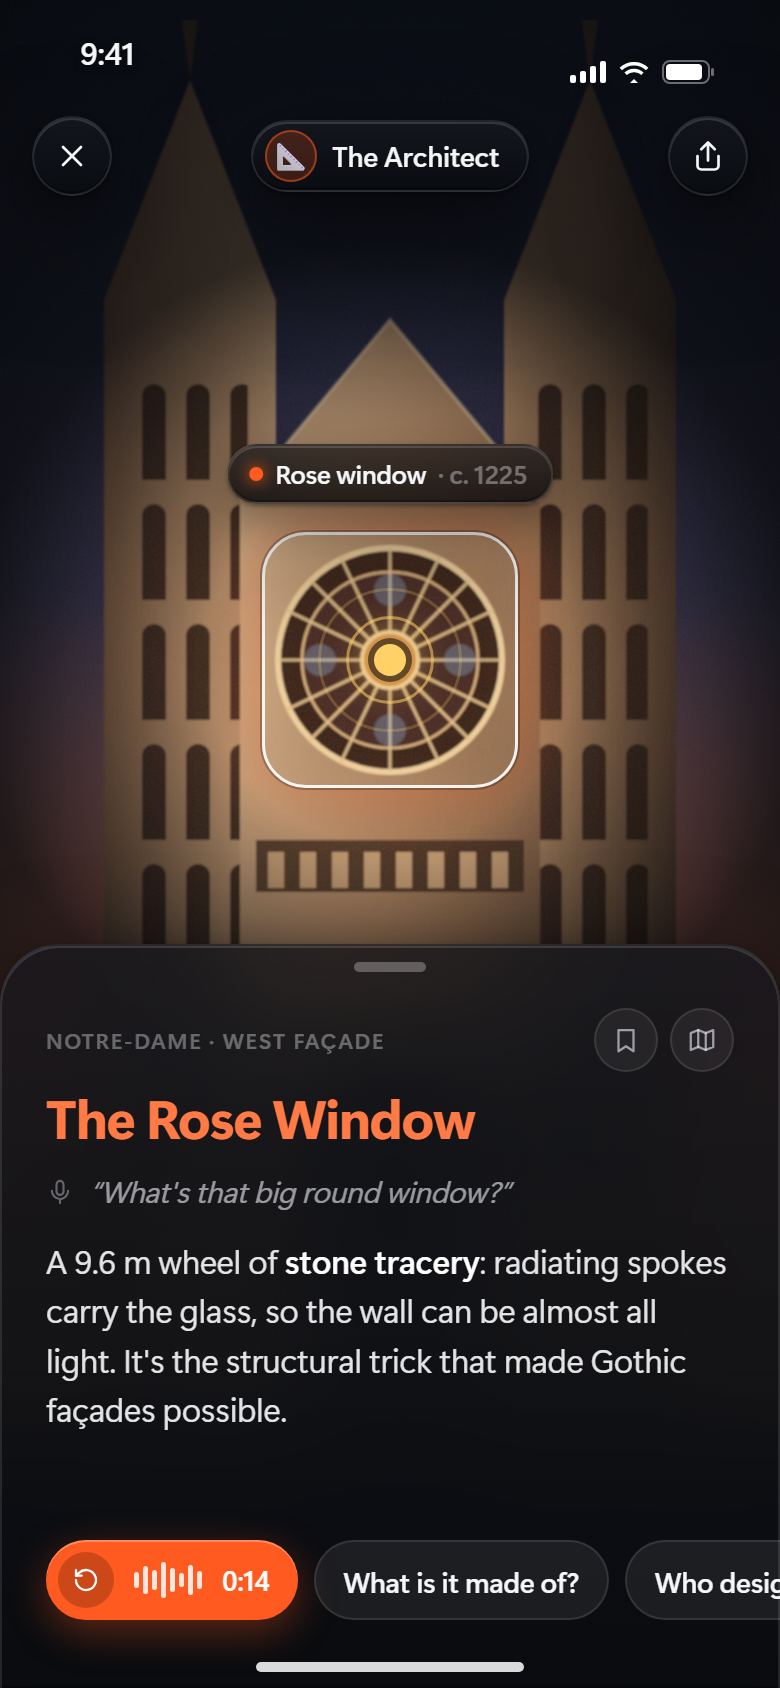 9:41
The Architect
Rose window · c. 1225
NOTRE-DAME · WEST FAÇADE
The Rose Window
“What's that big round window?”
A 9.6 m wheel of stone tracery: radiating spokes
carry the glass, so the wall can be almost all
light. It's the structural trick that made Gothic
façades possible.
0:14
What is it made of?
Who